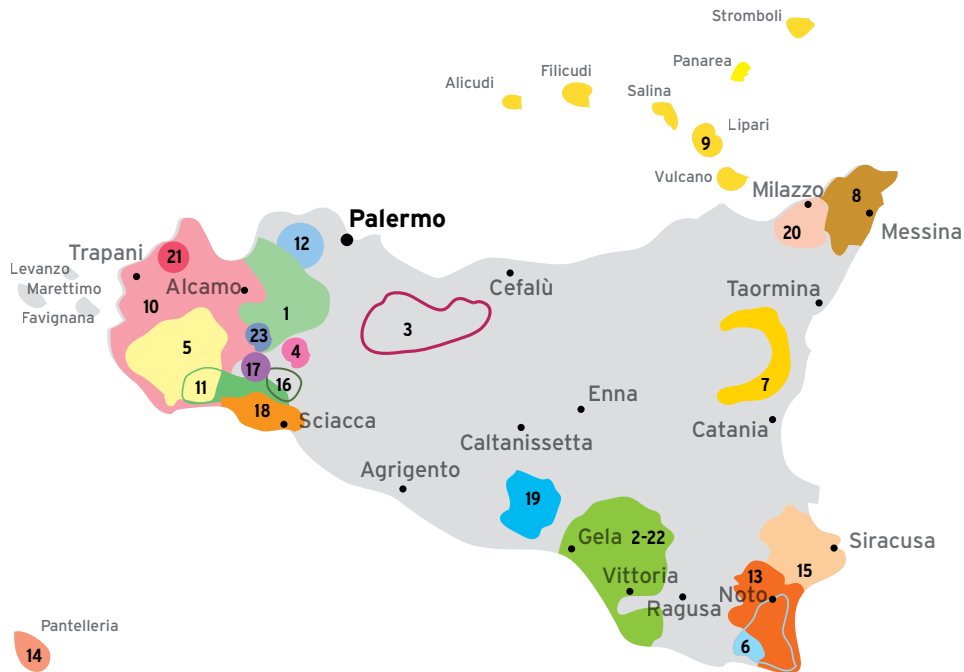 Stromboli
Panarea
Filicudi
Alicudi
Salina
Lipari
9
Vulcano
Milazzo
8
Messina
20
Palermo
12
Trapani
21
Levanzo
Marettimo
Favignana
Alcamo
10
1
Cefalù
Taormina
3
23
5
4
17
16
11
7
18
Sciacca
Enna
Catania
Caltanissetta
Agrigento
19
Gela 2-22
Siracusa
15
13
Vittoria
Noto
Ragusa
6
Pantelleria
14